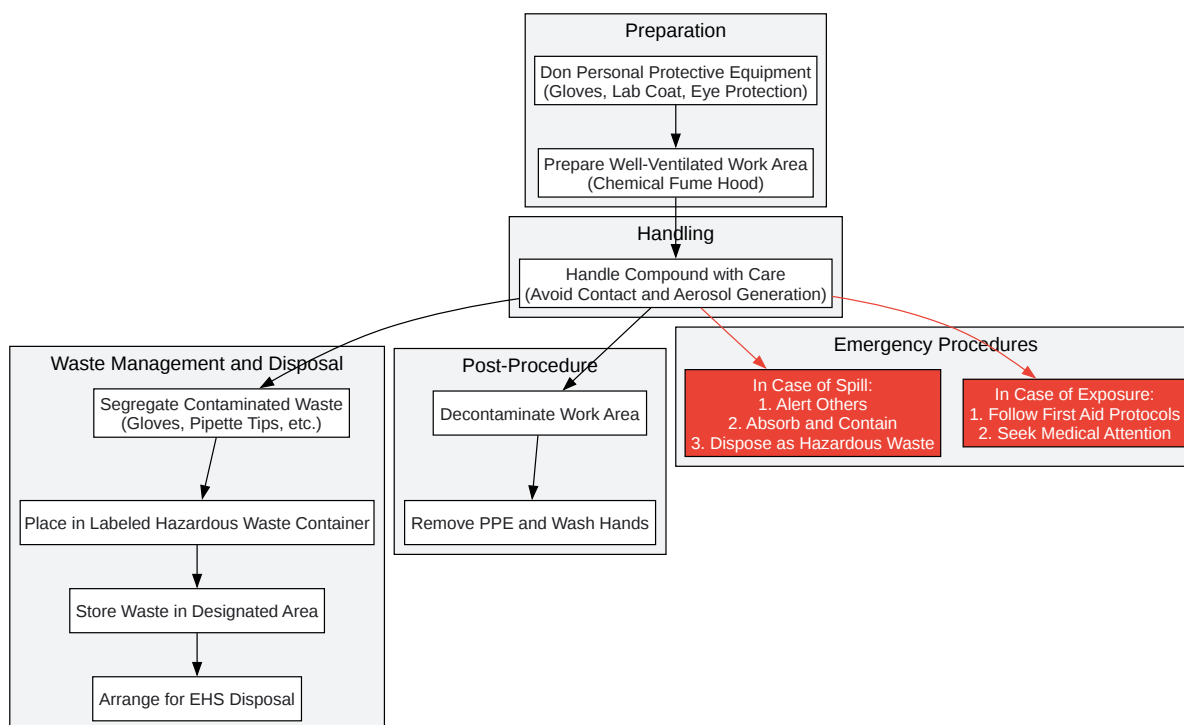 Preparation
Don Personal Protective Equipment
(Gloves, Lab Coat, Eye Protection)
Prepare Well-Ventilated Work Area
(Chemical Fume Hood)
Handling
Handle Compound with Care
(Avoid Contact and Aerosol Generation)
Waste Management and Disposal
Segregate Contaminated Waste
(Gloves, Pipette Tips, etc.)
Place in Labeled Hazardous Waste Container
Store Waste in Designated Area
Arrange for EHS Disposal
Post-Procedure
Decontaminate Work Area
Remove PPE and Wash Hands
Emergency Procedures
In Case of Spill:
1. Alert Others
2. Absorb and Contain
3. Dispose as Hazardous Waste
In Case of Exposure:
1. Follow First Aid Protocols
2. Seek Medical Attention